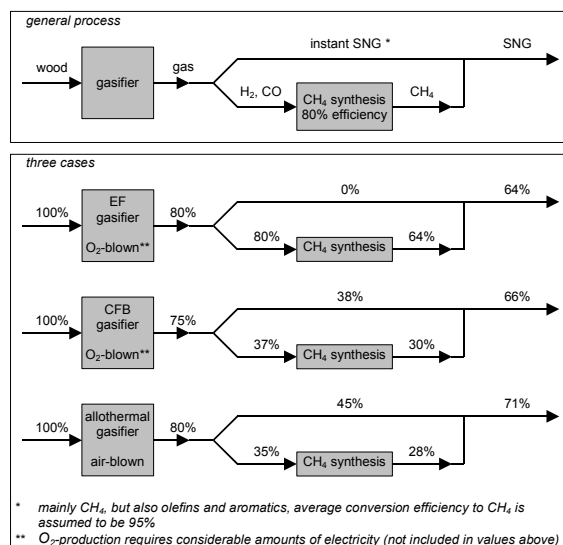 general process
instant SNG *
SNG
wood
gasifier
gas
H₂, CO
CH₄ synthesis
80% efficiency
CH₄
three cases
0%
64%
100%
EF
gasifier
O₂-blown**
80%
80%
CH₄ synthesis
64%
38%
66%
100%
CFB
gasifier
O₂-blown**
75%
37%
CH₄ synthesis
30%
45%
71%
100%
allothermal
gasifier
air-blown
80%
35%
CH₄ synthesis
28%
* mainly CH₄, but also olefins and aromatics, average conversion efficiency to CH₄ is
assumed to be 95%
** O₂-production requires considerable amounts of electricity (not included in values above)